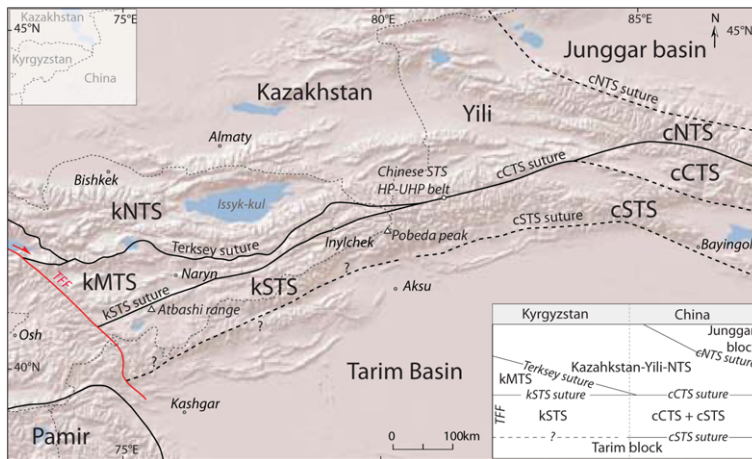 45°N
Kazakhstan
Kyrgyzstan
China
75°E
80°E
85°E
N
45°N
Junggar basin
Kazakhstan
Yili
cNTS suture
cNTS
Almaty
Chinese STS
HP-UHP belt
cCTS suture
cCTS
Bishkek
kNTS
Issyk-kul
cSTS suture
cSTS
Terksey suture
Inylchek
Pobeda peak
Bayingol
TFF
kMTS
Naryn
kSTS
kSTS suture
Atbashi range
?
Aksu
Osh
?
?
40°N
Tarim Basin
Kashgar
Pamir
75°E
0
100km
Kyrgyzstan
China
Junggar
block
cNTS suture
Kazahkstan-Yili-NTS
kMTS
Terksey suture
kSTS suture
cCTS suture
TFF
kSTS
cCTS + cSTS
?
cSTS suture
Tarim block